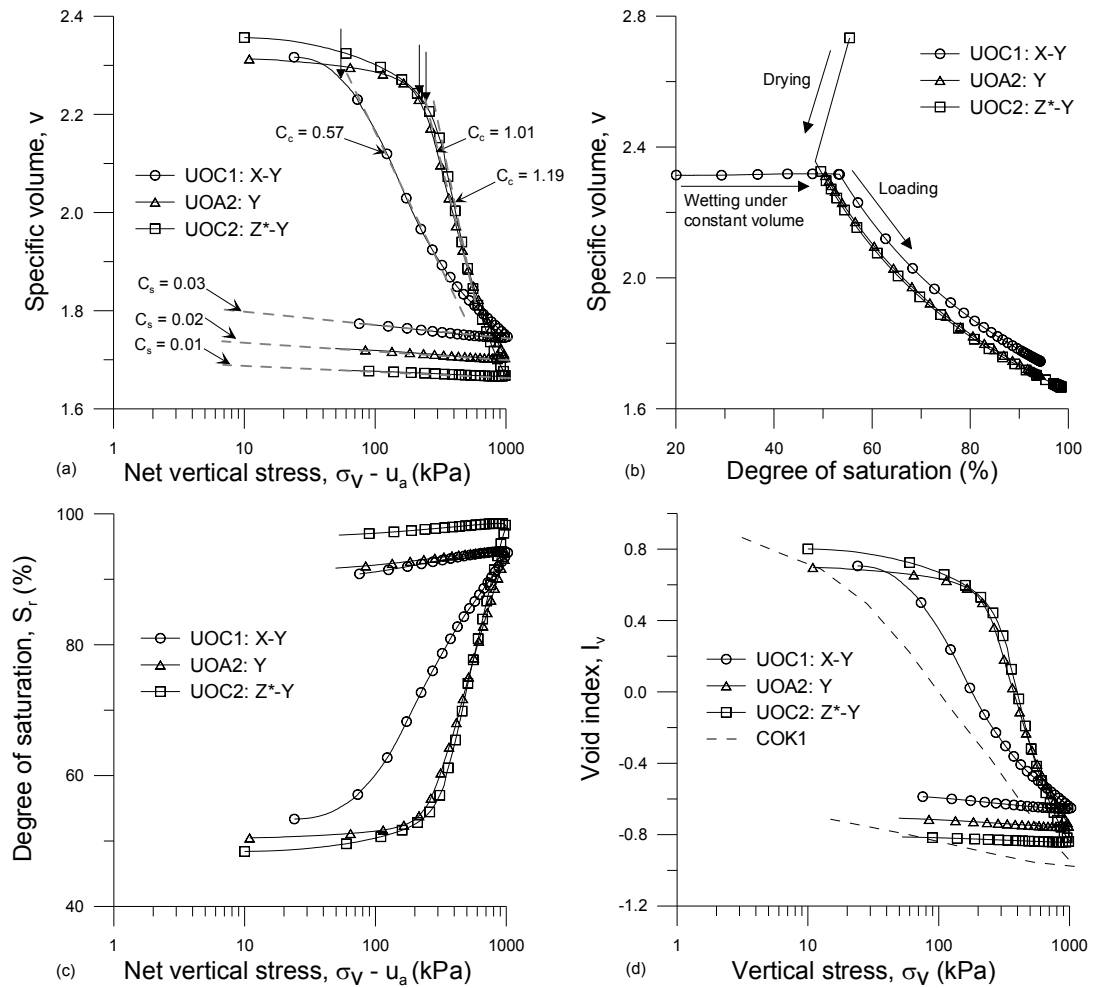 2.4
2.2
2.0
1.8
1.6
Specific volume, v
C_c = 0.57
C_c = 1.01
C_c = 1.19
UOC1: X-Y
UOA2: Y
UOC2: Z*-Y
C_s = 0.03
C_s = 0.02
C_s = 0.01
1 10 100 1000
(a) Net vertical stress, σ_v - u_a (kPa)
2.8
2.4
2.0
1.6
Specific volume, v
Drying
UOC1: X-Y
UOA2: Y
UOC2: Z*-Y
Loading
Wetting under
constant volume
20 40 60 80 100
(b) Degree of saturation (%)
100
80
60
40
Degree of saturation, S_r (%)
UOC1: X-Y
UOA2: Y
UOC2: Z*-Y
1 10 100 1000
(c) Net vertical stress, σ_v - u_a (kPa)
0.8
0.4
0.0
-0.4
-0.8
-1.2
Void index, I_v
UOC1: X-Y
UOA2: Y
UOC2: Z*-Y
COK1
1 10 100 1000
(d) Vertical stress, σ_v (kPa)